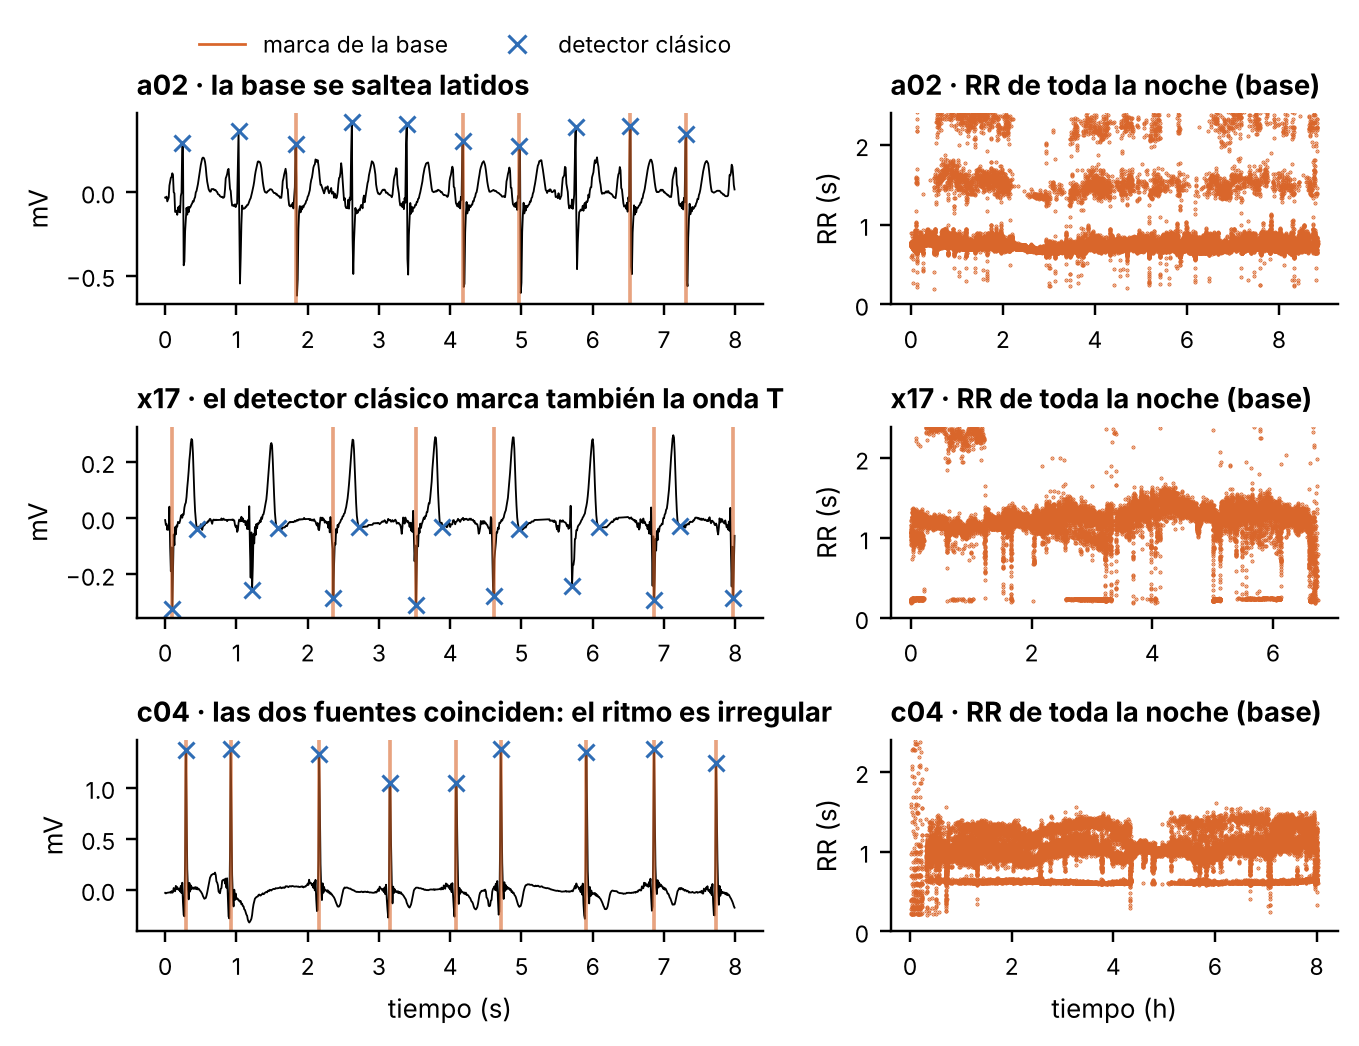 marca de la base
detector clásico
a02 · la base se saltea latidos
a02 · RR de toda la noche (base)
mV
0.0
−0.5
0 1 2 3 4 5 6 7 8
RR (s)
2
1
0
0 2 4 6 8
x17 · el detector clásico marca también la onda T
x17 · RR de toda la noche (base)
mV
0.2
0.0
−0.2
0 1 2 3 4 5 6 7 8
RR (s)
2
1
0
0 2 4 6
c04 · las dos fuentes coinciden: el ritmo es irregular
c04 · RR de toda la noche (base)
mV
1.0
0.5
0.0
0 1 2 3 4 5 6 7 8
tiempo (s)
RR (s)
2
1
0
0 2 4 6 8
tiempo (h)